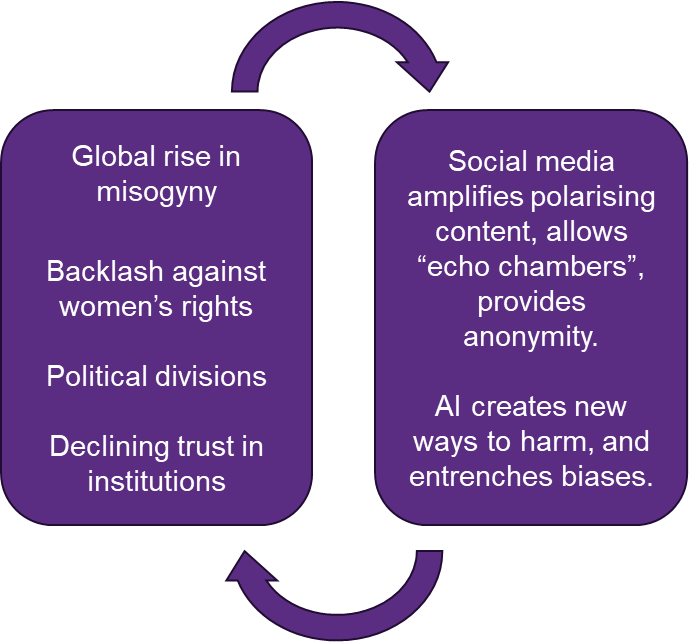 Global rise in
misogyny
Backlash against
women’s rights
Political divisions
Declining trust in
institutions
Social media
amplifies polarising
content, allows
“echo chambers”,
provides
anonymity.
AI creates new
ways to harm, and
entrenches biases.